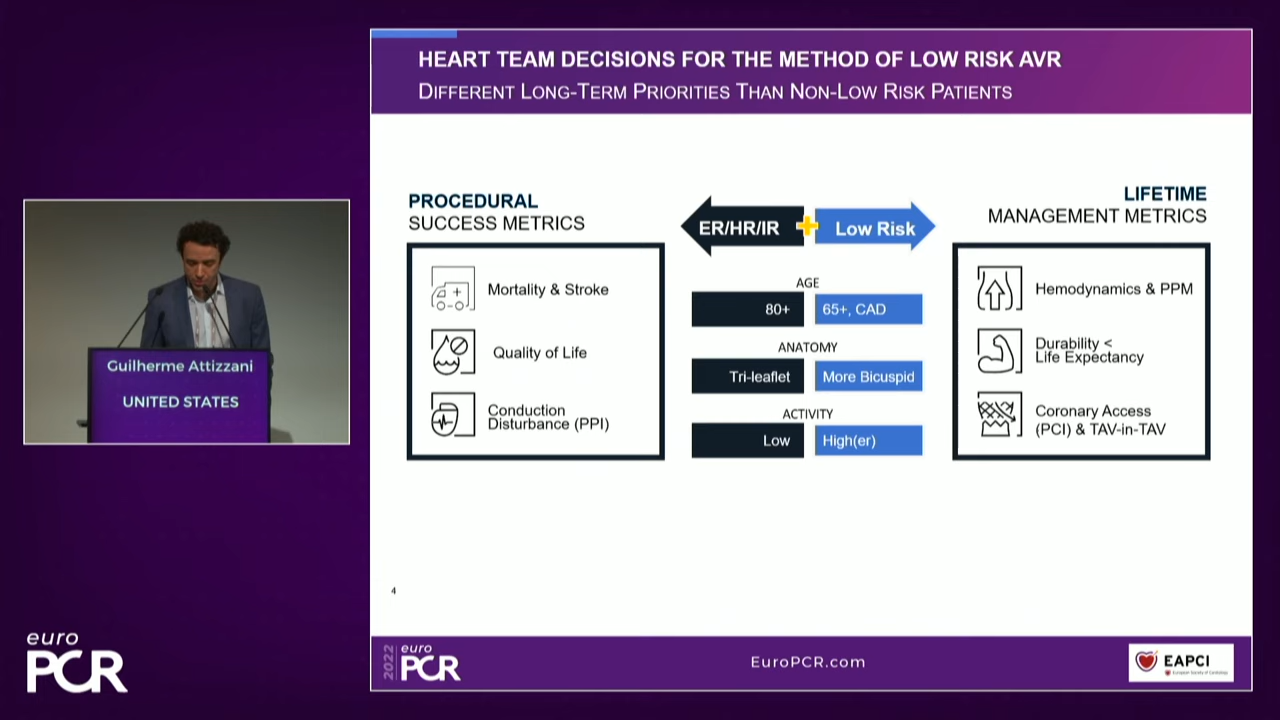 HEART TEAM DECISIONS FOR THE METHOD OF LOW RISK AVR
DIFFERENT LONG-TERM PRIORITIES THAN NON-LOW RISK PATIENTS
PROCEDURAL
SUCCESS METRICS
Mortality & Stroke
Quality of Life
Conduction
Disturbance (PPI)
ER/HR/IR
Low Risk
AGE
80+
65+, CAD
ANATOMY
Tri-leaflet
More Bicuspid
ACTIVITY
Low
High(er)
LIFETIME
MANAGEMENT METRICS
Hemodynamics & PPM
Durability <
Life Expectancy
Coronary Access
(PCI) & TAV-in-TAV
4
Guilherme Attizzani
UNITED STATES
euro
PCR
2022
euro
PCR
EuroPCR.com
EAPCI